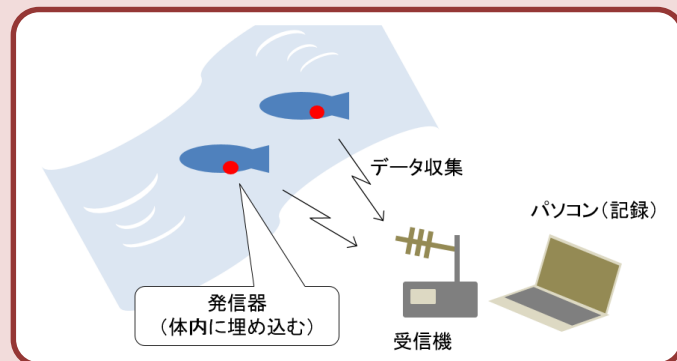 データ収集
パソコン（記録）
発信器
（体内に埋め込む）
受信機